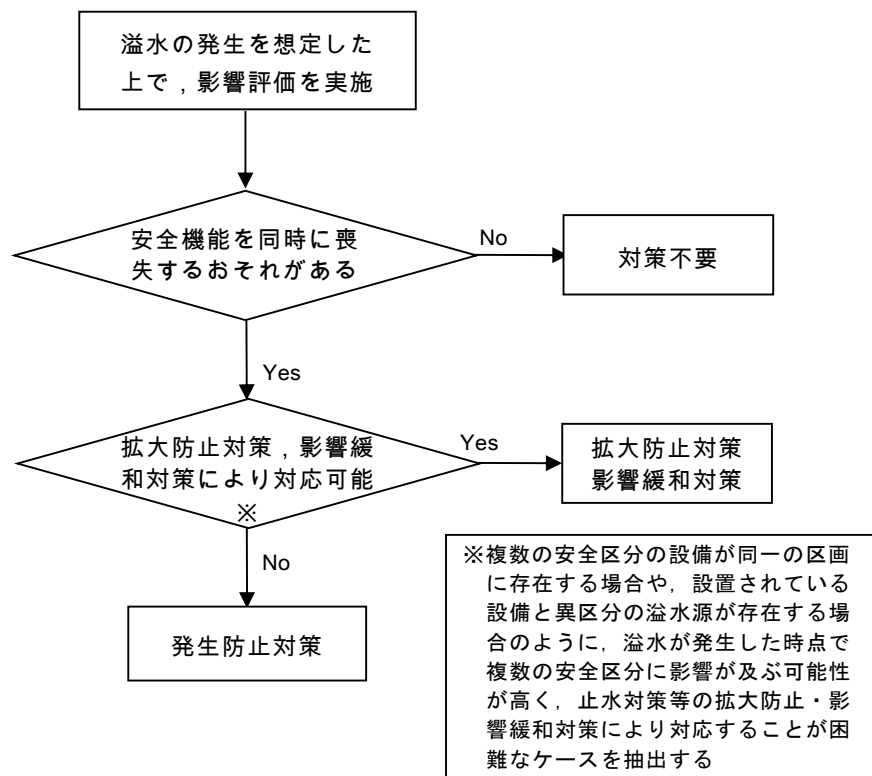 溢水の発生を想定した
上で，影響評価を実施
安全機能を同時に喪
失するおそれがある
No
対策不要
Yes
拡大防止対策，影響緩
和対策により対応可能
※
Yes
拡大防止対策
影響緩和対策
No
発生防止対策
※複数の安全区分の設備が同一の区画
に存在する場合や，設置されている
設備と異区分の溢水源が存在する場
合のように，溢水が発生した時点で
複数の安全区分に影響が及ぶ可能性
が高く，止水対策等の拡大防止・影
響緩和対策により対応することが困
難なケースを抽出する